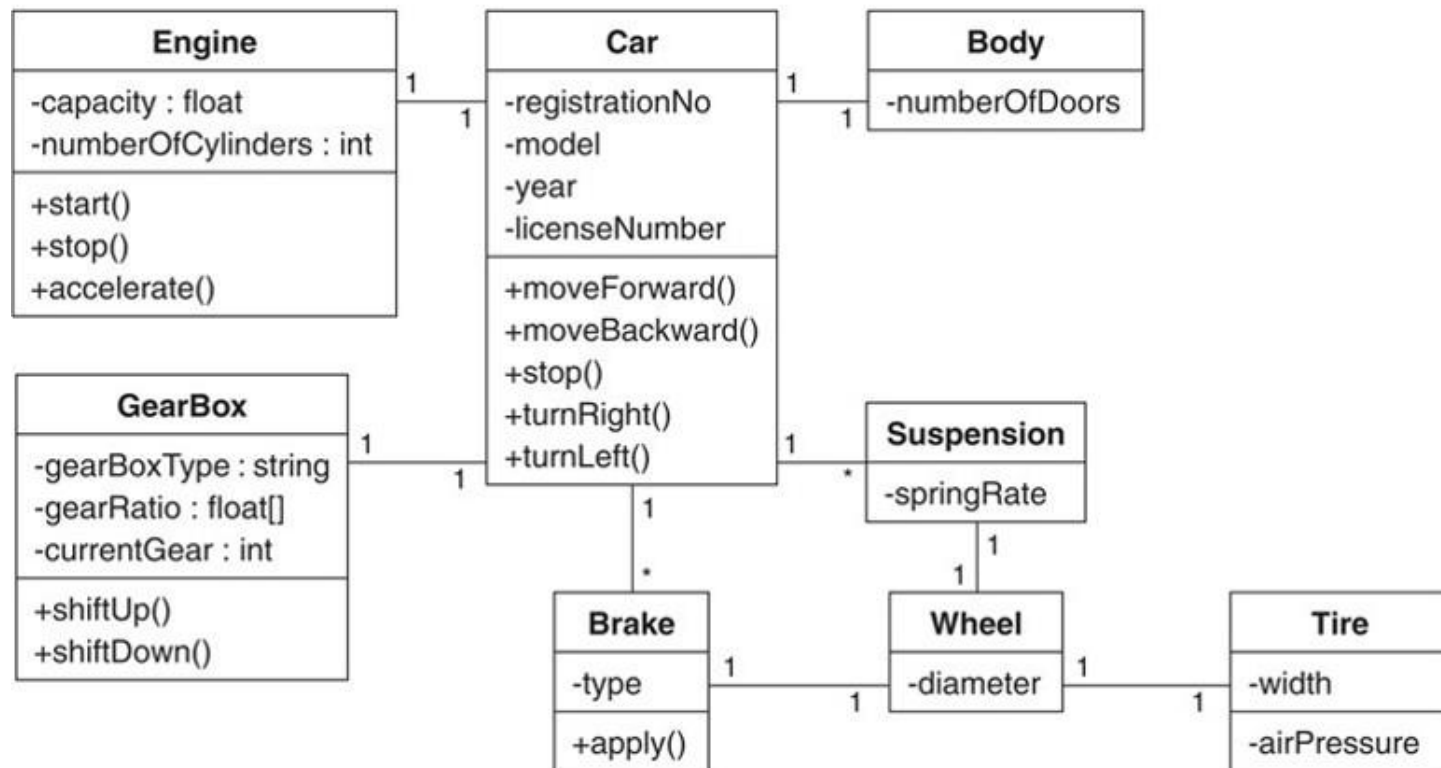 Engine
-capacity : float
-numberOfCylinders : int
+start()
+stop()
+accelerate()
1
1
Car
-registrationNo
-model
-year
-licenseNumber
+moveForward()
+moveBackward()
+stop()
+turnRight()
+turnLeft()
1
1
Body
-numberOfDoors
GearBox
-gearBoxType : string
-gearRatio : float[]
-currentGear : int
+shiftUp()
+shiftDown()
1
1
1
*
Suspension
-springRate
1
*
1
1
Brake
-type
+apply()
1
1
Wheel
-diameter
1
1
Tire
-width
-airPressure